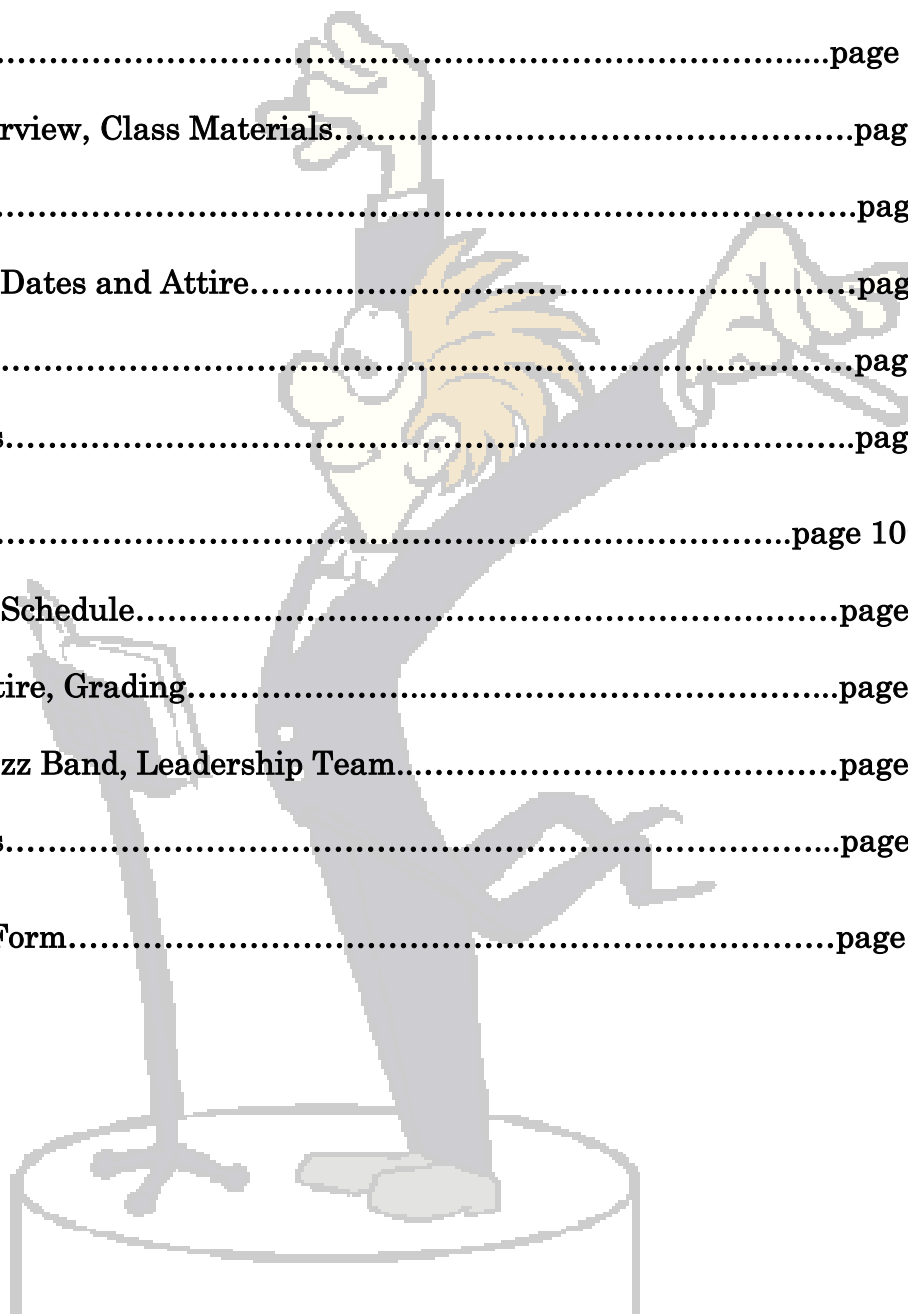 ……………………………………………………………………......page
rview, Class Materials……………………………………………….pag
……………………………………………………………………………….pag
Dates and Attire……………………………………………………….pag
……………………………………………………………………………….pag
s……………………………………………………………………………...pag
………………………………………………………………………...page 10
Schedule………………………………………………………………….page
tire, Grading…………………………………………………………...page
zz Band, Leadership Team..……………………………………….page
s……………………………………………………………………………...page
Form……………………………………………………………………….page